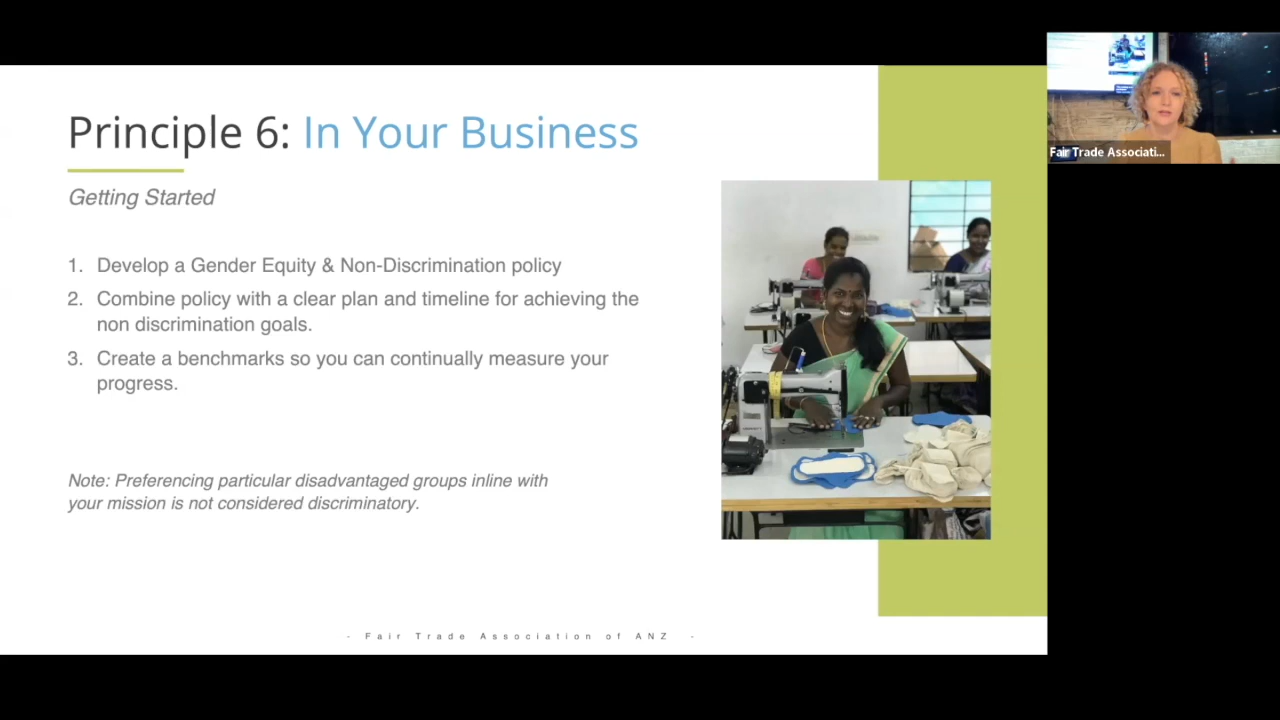 Principle 6: In Your Business
Getting Started
1. Develop a Gender Equity & Non-Discrimination policy
2. Combine policy with a clear plan and timeline for achieving the
non discrimination goals.
3. Create a benchmarks so you can continually measure your
progress.
Note: Preferencing particular disadvantaged groups inline with
your mission is not considered discriminatory.
- Fair Trade Association of ANZ -
Fair Trade Associati...